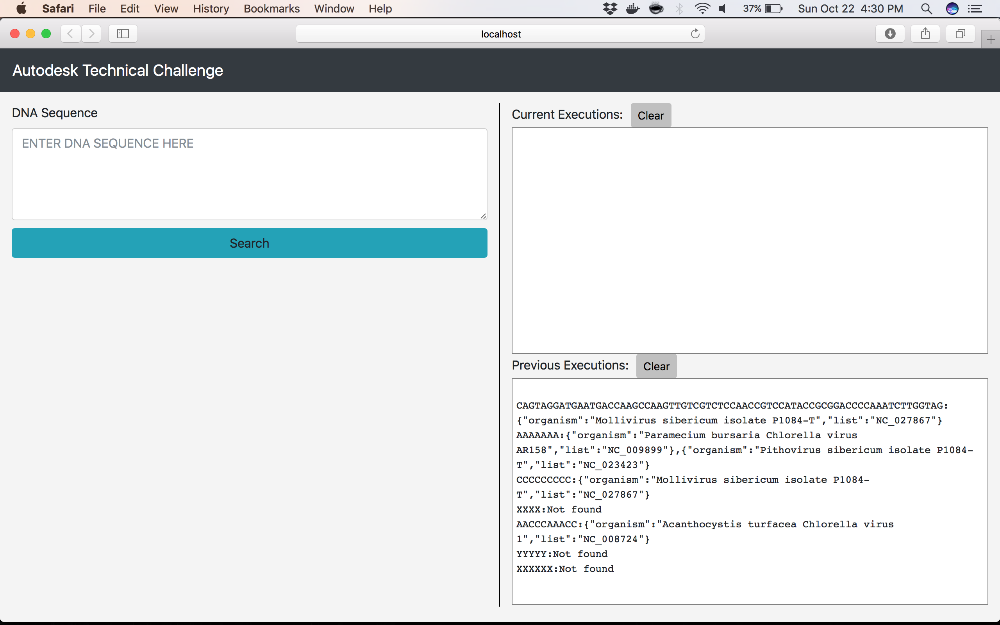 Safari File Edit View History Bookmarks Window Help 37% Sun Oct 22 4:30 PM
localhost
Autodesk Technical Challenge
DNA Sequence
ENTER DNA SEQUENCE HERE
Search
Current Executions: Clear
Previous Executions: Clear
CAGTAGGATGAATGACCAAGCCAAGTTGTCGTCTCCAACCGTCCATACCGCGGACCCCAAATCTTGGTAG:
{"organism":"Mollivirus sibericum isolate P1084-T","list":"NC_027867"}
AAAAAAA:{"organism":"Paramecium bursaria Chlorella virus
AR158","list":"NC_009899"},{"organism":"Pithovirus sibericum isolate P1084-
T","list":"NC_023423"}
CCCCCCCCC:{"organism":"Mollivirus sibericum isolate P1084-
T","list":"NC_027867"}
XXXX:Not found
AACCCAAACC:{"organism":"Acanthocystis turfacea Chlorella virus
1","list":"NC_008724"}
YYYYY:Not found
XXXXXX:Not found